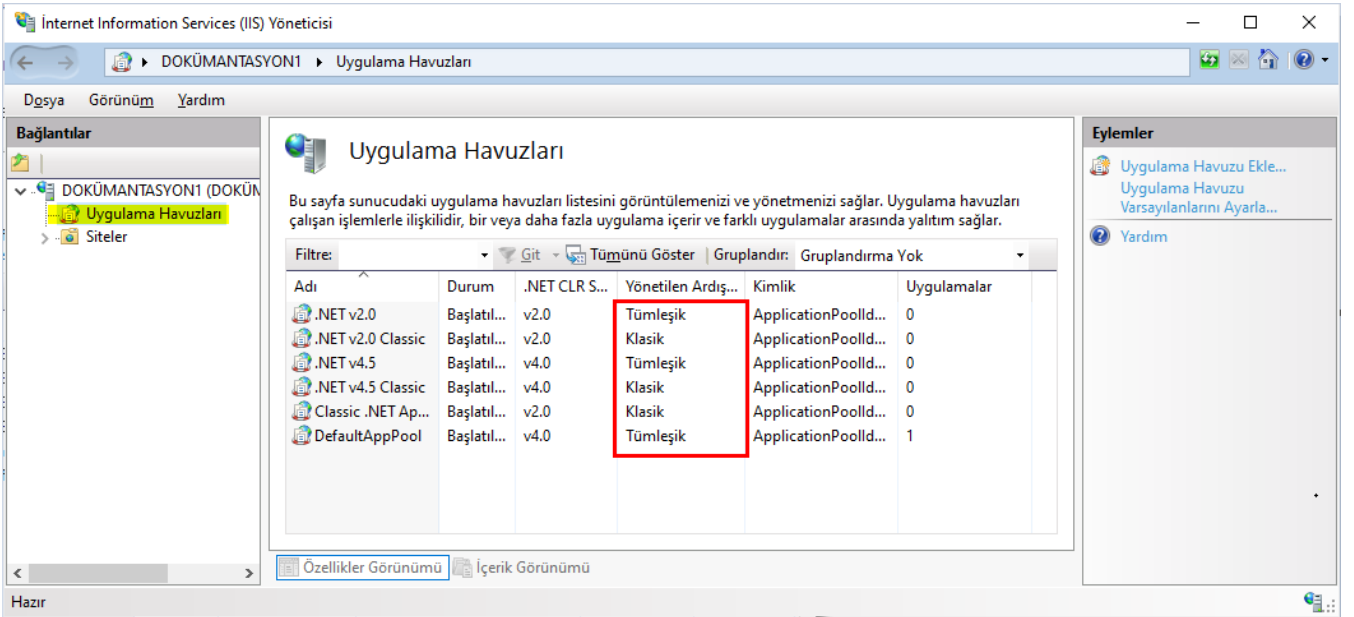 İnternet Information Services (IIS) Yöneticisi
DOKÜMANTASYON1 Uygulama Havuzları
Dosya Görünüm Yardım
Bağlantılar
DOKÜMANTASYON1 (DOKÜN
Uygulama Havuzları
Siteler
Uygulama Havuzları
Bu sayfa sunucudaki uygulama havuzları listesini görüntülemenizi ve yönetmenizi sağlar. Uygulama havuzları
çalışan işlemlerle ilişkilidir, bir veya daha fazla uygulama içerir ve farklı uygulamalar arasında yalıtım sağlar.
Filtre: Git Tümünü Göster Gruplandır: Gruplandırma Yok
Adı Durum .NET CLR S... Yönetilen Ardış... Kimlik Uygulamalar
.NET v2.0 Başlatıl... v2.0 Tümleşik ApplicationPoolId... 0
.NET v2.0 Classic Başlatıl... v2.0 Klasik ApplicationPoolId... 0
.NET v4.5 Başlatıl... v4.0 Tümleşik ApplicationPoolId... 0
.NET v4.5 Classic Başlatıl... v4.0 Klasik ApplicationPoolId... 0
Classic .NET Ap... Başlatıl... v2.0 Klasik ApplicationPoolId... 0
DefaultAppPool Başlatıl... v4.0 Tümleşik ApplicationPoolId... 1
Özellikler Görünümü İçerik Görünümü
Eylemler
Uygulama Havuzu Ekle...
Uygulama Havuzu
Varsayılanlarını Ayarla...
Yardım
Hazır